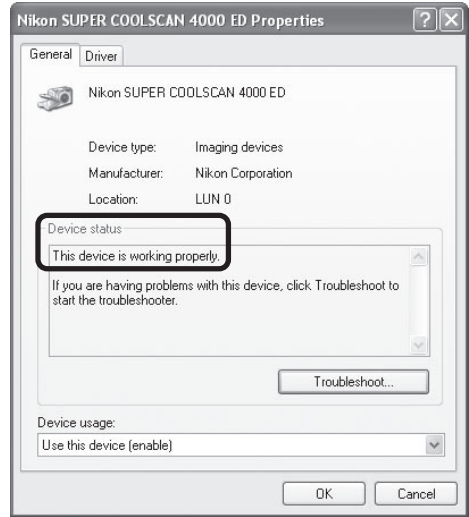 Nikon SUPER COOLSCAN 4000 ED Properties
General Driver
Nikon SUPER COOLSCAN 4000 ED
Device type: Imaging devices
Manufacturer: Nikon Corporation
Location: LUN 0
Device status
This device is working properly.
If you are having problems with this device, click Troubleshoot to
start the troubleshooter.
Troubleshoot...
Device usage:
Use this device (enable)
OK Cancel